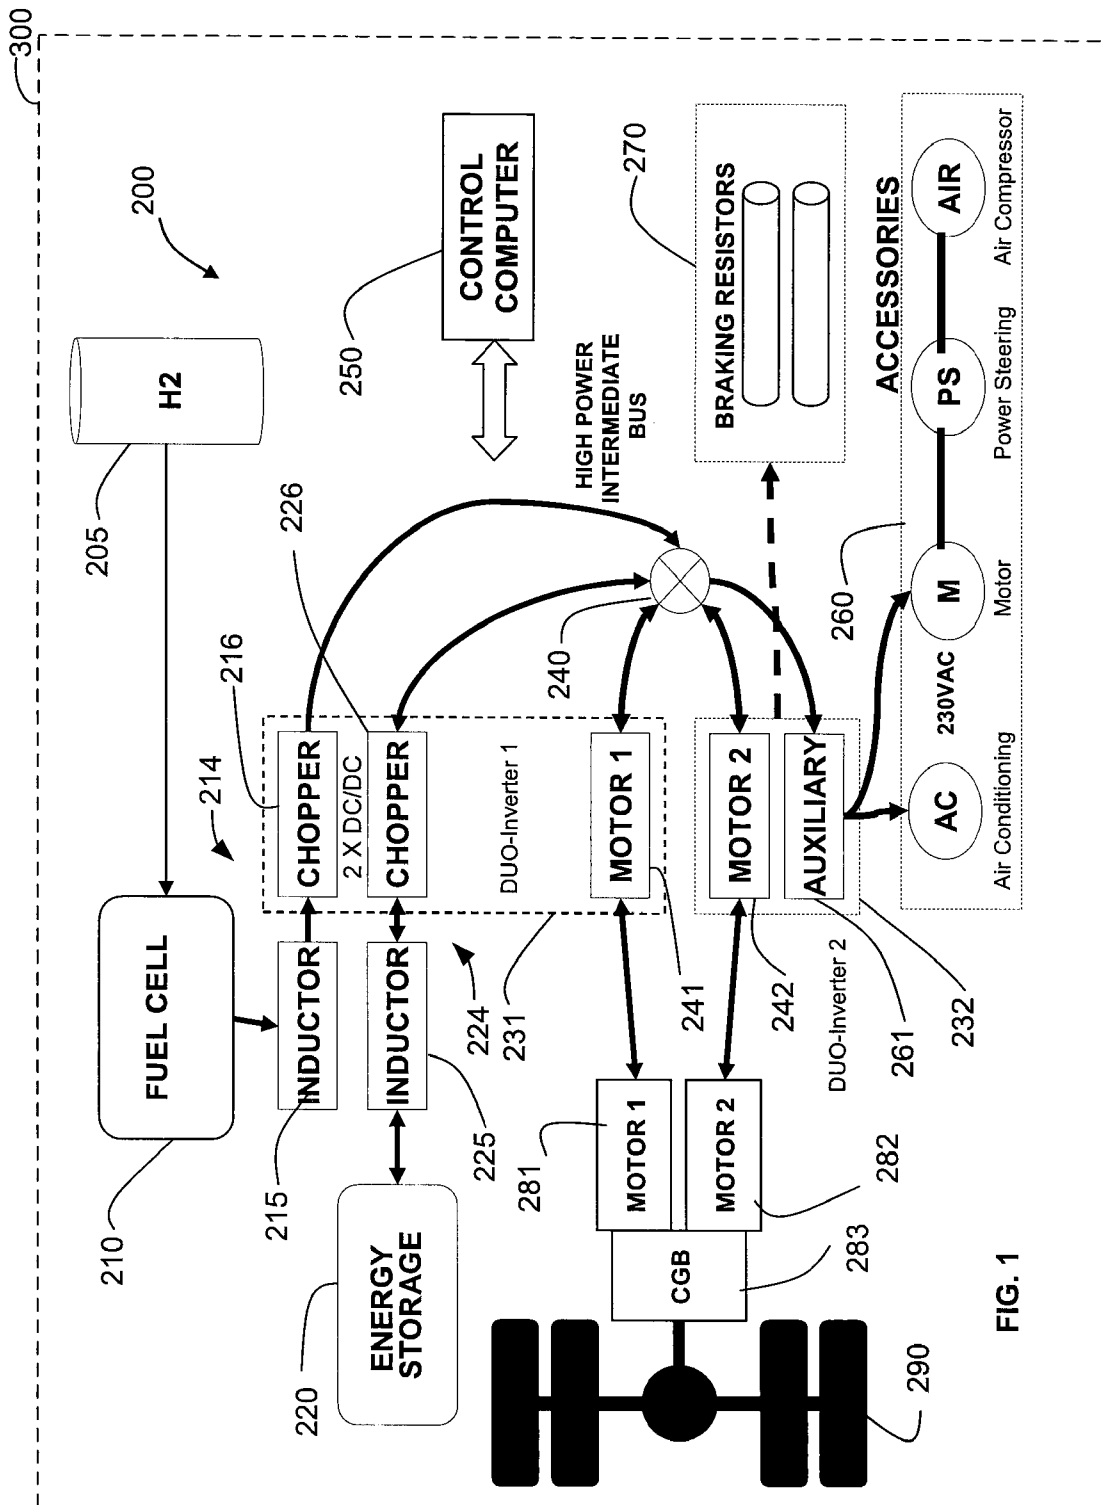 300
200
H2
205
FUEL CELL
210
214
216
226
INDUCTOR
215
CHOPPER
2 X DC/DC
INDUCTOR
225
CHOPPER
224
ENERGY
STORAGE
220
DUO-Inverter 1
231
CONTROL
COMPUTER
250
HIGH POWER
INTERMEDIATE
BUS
240
MOTOR 1
241
MOTOR 2
242
AUXILIARY
261
232
DUO-Inverter 2
MOTOR 1
281
MOTOR 2
282
CGB
283
290
BRAKING RESISTORS
270
ACCESSORIES
260
AC
230VAC
M
PS
AIR
Air Conditioning
Motor
Power Steering
Air Compressor
FIG. 1